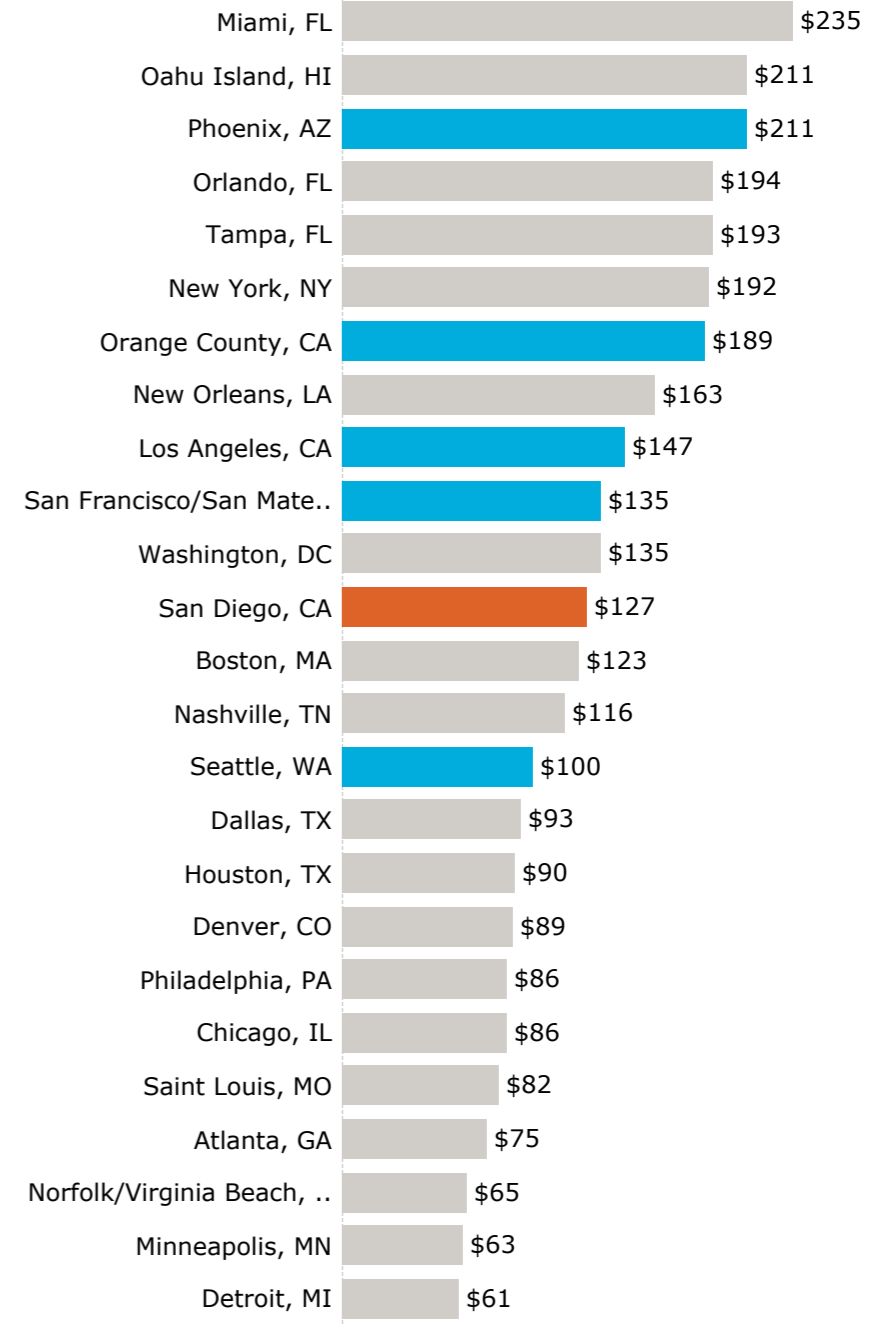 Miami, FL $235
Oahu Island, HI $211
Phoenix, AZ $211
Orlando, FL $194
Tampa, FL $193
New York, NY $192
Orange County, CA $189
New Orleans, LA $163
Los Angeles, CA $147
San Francisco/San Mate.. $135
Washington, DC $135
San Diego, CA $127
Boston, MA $123
Nashville, TN $116
Seattle, WA $100
Dallas, TX $93
Houston, TX $90
Denver, CO $89
Philadelphia, PA $86
Chicago, IL $86
Saint Louis, MO $82
Atlanta, GA $75
Norfolk/Virginia Beach, .. $65
Minneapolis, MN $63
Detroit, MI $61